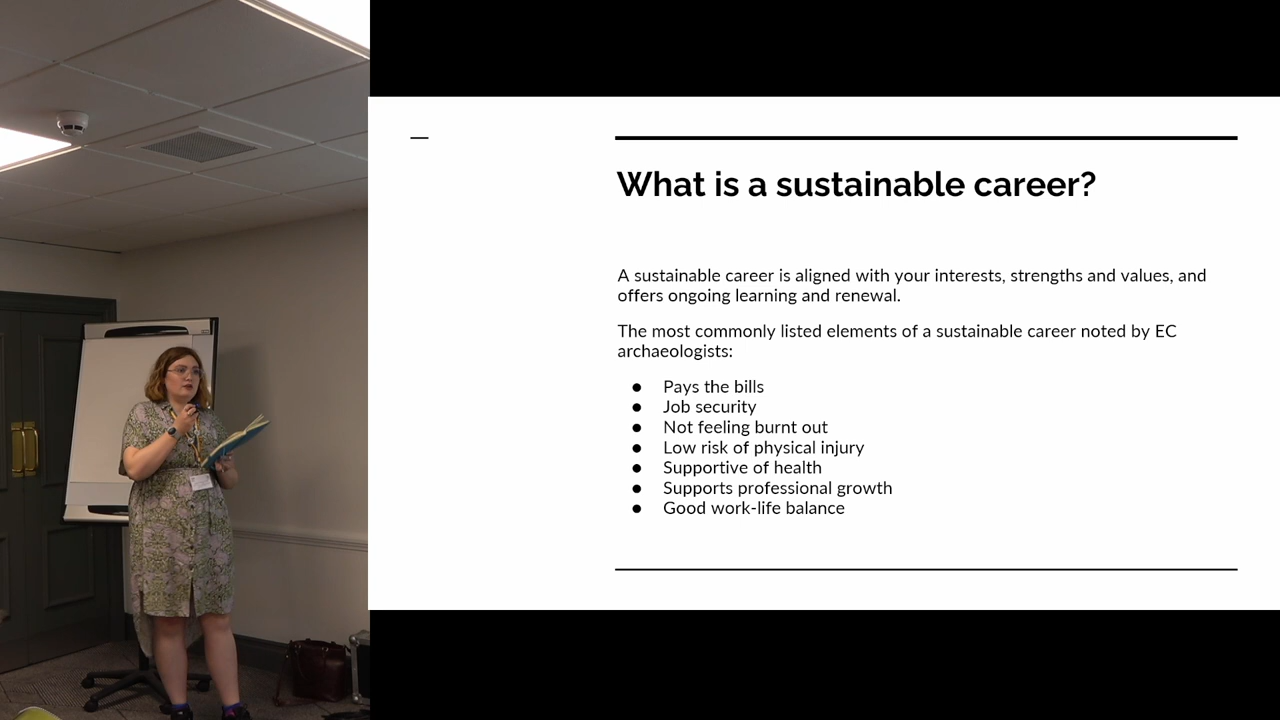 What is a sustainable career?
A sustainable career is aligned with your interests, strengths and values, and
offers ongoing learning and renewal.
The most commonly listed elements of a sustainable career noted by EC
archaeologists:
● Pays the bills
● Job security
● Not feeling burnt out
● Low risk of physical injury
● Supportive of health
● Supports professional growth
● Good work-life balance